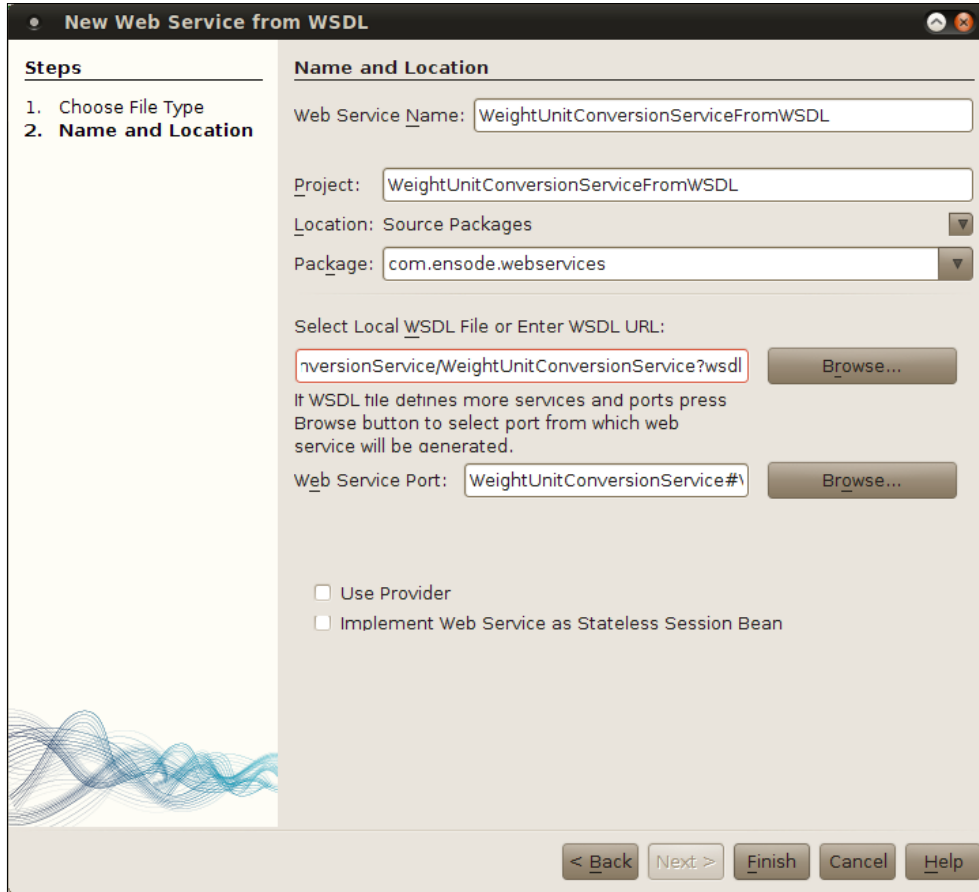 New Web Service from WSDL
Steps
1. Choose File Type
2. Name and Location
Name and Location
Web Service Name: WeightUnitConversionServiceFromWSDL
Project: WeightUnitConversionServiceFromWSDL
Location: Source Packages
Package: com.ensode.webservices
Select Local WSDL File or Enter WSDL URL:
nversionService/WeightUnitConversionService?wsdl Browse...
If WSDL file defines more services and ports press
Browse button to select port from which web
service will be generated.
Web Service Port: WeightUnitConversionService#\ Browse...
Use Provider
Implement Web Service as Stateless Session Bean
< Back Next > Finish Cancel Help